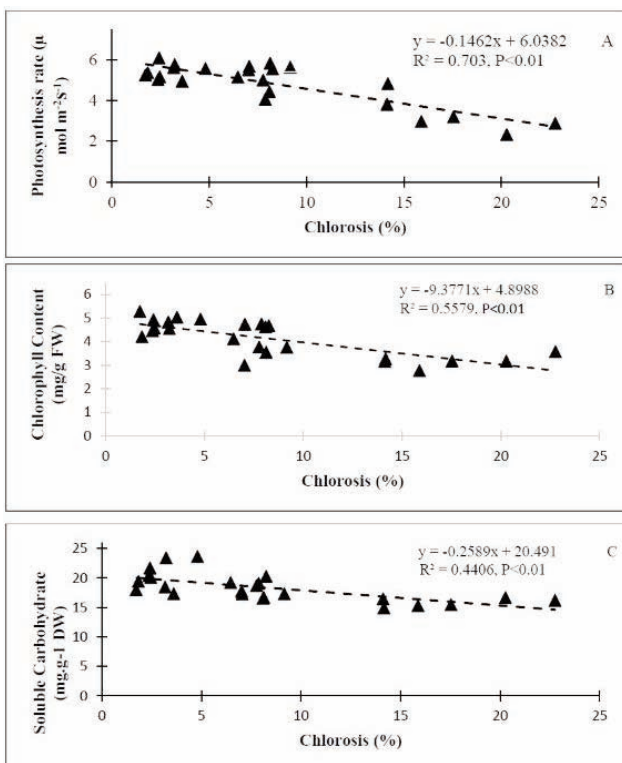 y = -0.1462x + 6.0382
A
R² = 0.703, P<0.01
Photosynthesis rate (µ
mol m⁻²s⁻¹)
6
4
2
0
0 5 10 15 20 25
Chlorosis (%)
y = -9.3771x + 4.8988
B
R² = 0.5579, P<0.01
Chlorophyll Content
(mg/g FW)
6
5
4
3
2
1
0
0 5 10 15 20 25
Chlorosis (%)
y = -0.2589x + 20.491
C
R² = 0.4406, P<0.01
Soluble Carbohydrate
(mg.g-1 DW)
25
20
15
10
5
0
0 5 10 15 20 25
Chlorosis (%)